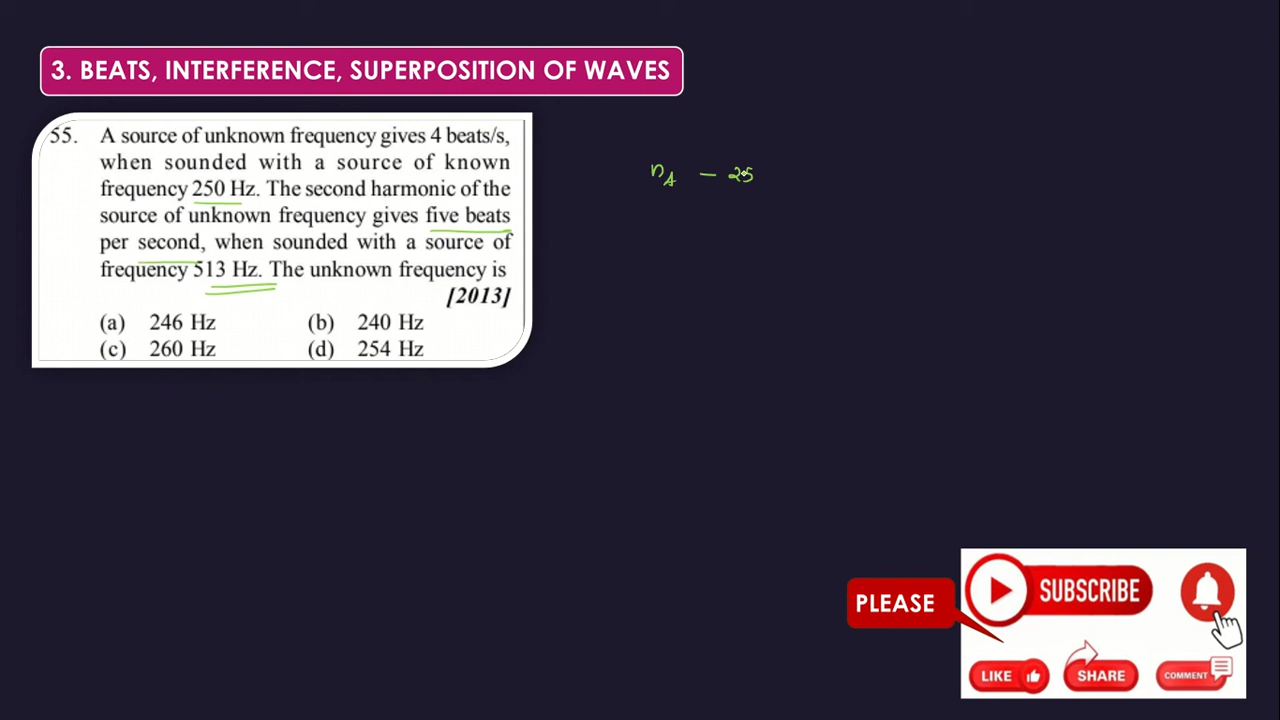 3. BEATS, INTERFERENCE, SUPERPOSITION OF WAVES
55. A source of unknown frequency gives 4 beats/s,
when sounded with a source of known
frequency 250 Hz. The second harmonic of the
source of unknown frequency gives five beats
per second, when sounded with a source of
frequency 513 Hz. The unknown frequency is
[2013]
(a) 246 Hz (b) 240 Hz
(c) 260 Hz (d) 254 Hz
n_A – 25
PLEASE
SUBSCRIBE
LIKE SHARE COMMENT